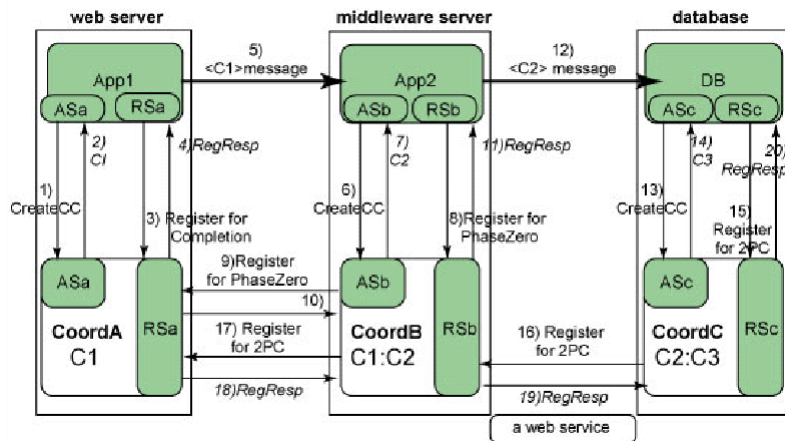 web server
middleware server
database
5)
<C1>message
12)
<C2> message
App1
App2
DB
ASa
RSa
ASb
RSb
ASc
RSc
2)
CI
4)RegResp
7)
C2
11)RegResp
14)
C3
20)
RegResp
1)
CreateCC
3) Register for
Completion
6)
CreateCC
8)Register for
PhaseZero
13)
CreateCC
15)
Register
for 2PC
9)Register
for PhaseZero
10)
ASa
RSa
CoordA
C1
ASb
RSb
CoordB
C1:C2
ASc
RSc
CoordC
C2:C3
17) Register
for 2PC
16) Register
for 2PC
18)RegResp
19)RegResp
a web service